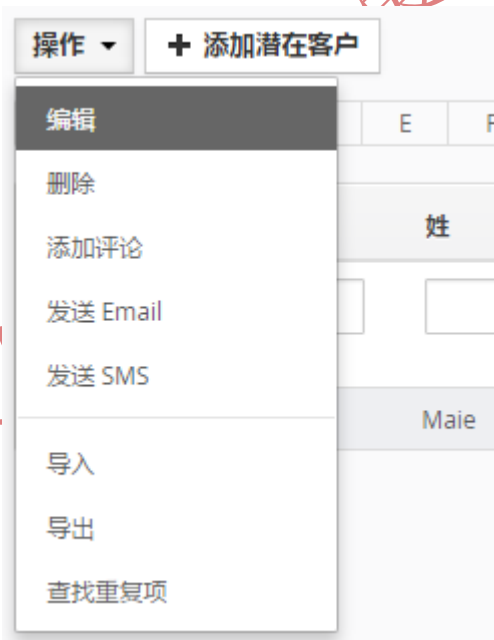 操作
添加潜在客户
编辑
E
F
删除
姓
添加评论
发送 Email
发送 SMS
Maie
导入
导出
查找重复项